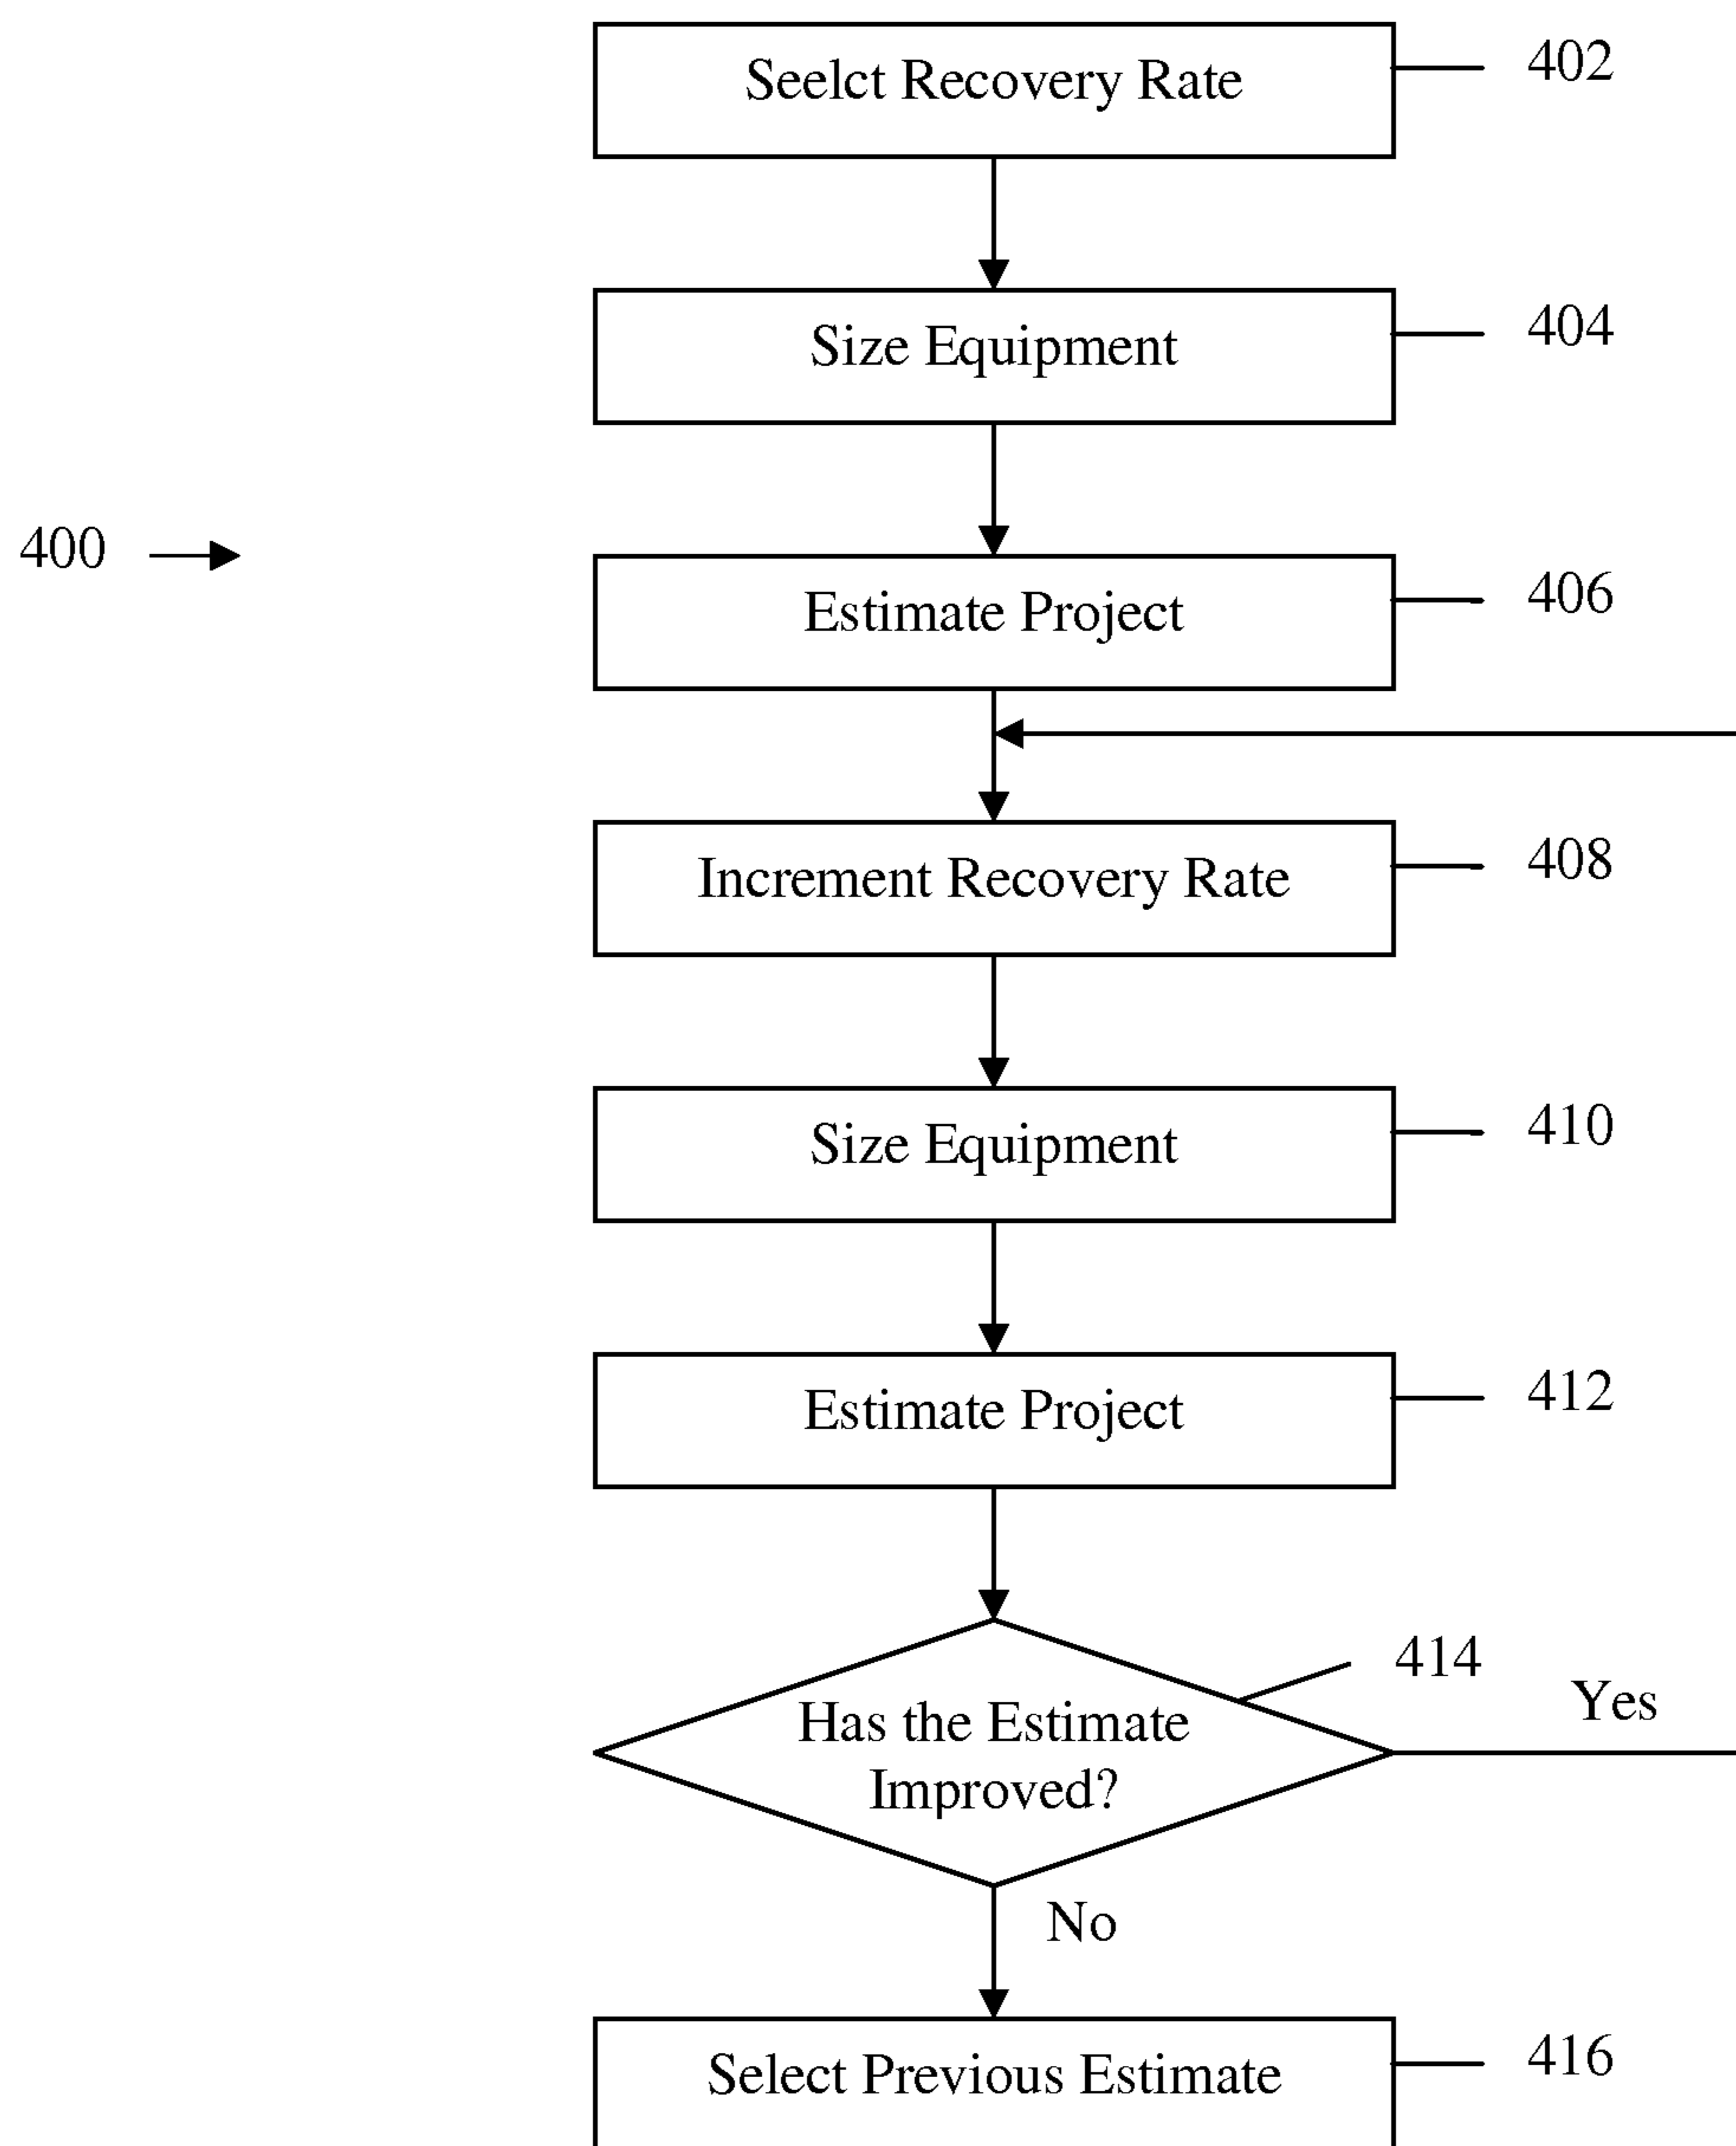 Seelct Recovery Rate
402
Size Equipment
404
400
Estimate Project
406
Increment Recovery Rate
408
Size Equipment
410
Estimate Project
412
414
Has the Estimate
Improved?
Yes
No
Select Previous Estimate
416